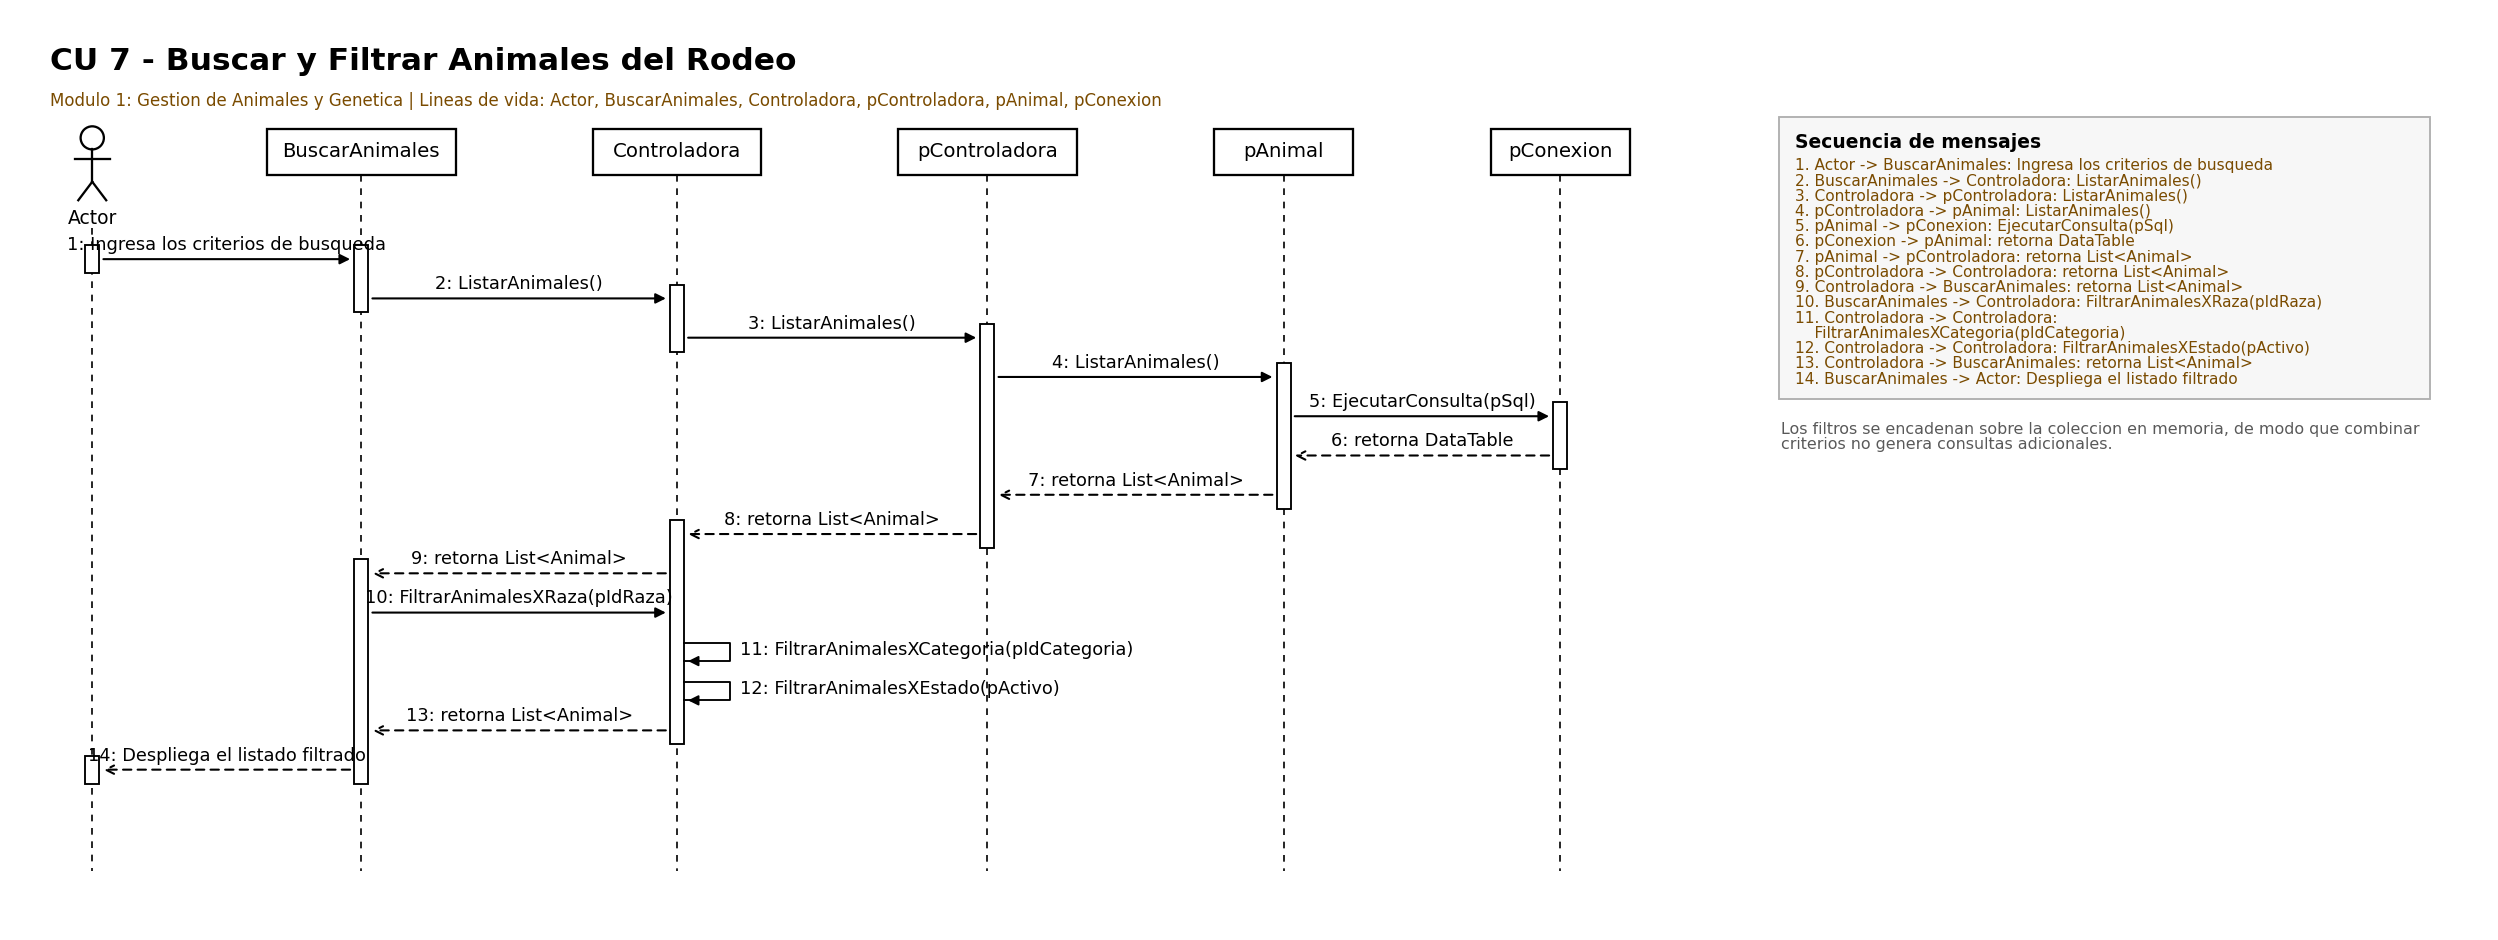 CU 7 - Buscar y Filtrar Animales del Rodeo
Modulo 1: Gestion de Animales y Genetica | Lineas de vida: Actor, BuscarAnimales, Controladora, pControladora, pAnimal, pConexion
Actor
BuscarAnimales
Controladora
pControladora
pAnimal
pConexion
1: Ingresa los criterios de busqueda
2: ListarAnimales()
3: ListarAnimales()
4: ListarAnimales()
5: EjecutarConsulta(pSql)
6: retorna DataTable
7: retorna List<Animal>
8: retorna List<Animal>
9: retorna List<Animal>
10: FiltrarAnimalesXRaza(pIdRaza)
11: FiltrarAnimalesXCategoria(pIdCategoria)
12: FiltrarAnimalesXEstado(pActivo)
13: retorna List<Animal>
14: Despliega el listado filtrado
Secuencia de mensajes
1. Actor -> BuscarAnimales: Ingresa los criterios de busqueda
2. BuscarAnimales -> Controladora: ListarAnimales()
3. Controladora -> pControladora: ListarAnimales()
4. pControladora -> pAnimal: ListarAnimales()
5. pAnimal -> pConexion: EjecutarConsulta(pSql)
6. pConexion -> pAnimal: retorna DataTable
7. pAnimal -> pControladora: retorna List<Animal>
8. pControladora -> Controladora: retorna List<Animal>
9. Controladora -> BuscarAnimales: retorna List<Animal>
10. BuscarAnimales -> Controladora: FiltrarAnimalesXRaza(pIdRaza)
11. Controladora -> Controladora:
FiltrarAnimalesXCategoria(pIdCategoria)
12. Controladora -> Controladora: FiltrarAnimalesXEstado(pActivo)
13. Controladora -> BuscarAnimales: retorna List<Animal>
14. BuscarAnimales -> Actor: Despliega el listado filtrado
Los filtros se encadenan sobre la coleccion en memoria, de modo que combinar
criterios no genera consultas adicionales.